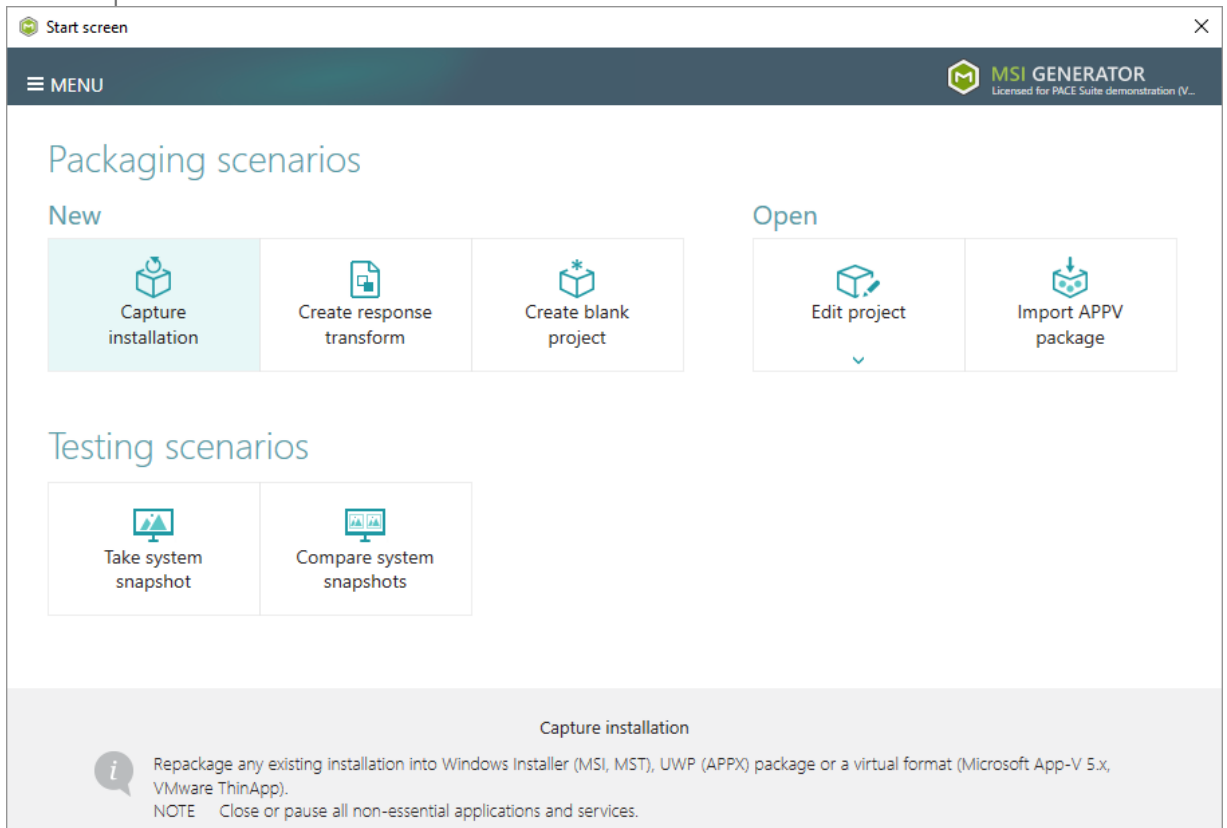 Start screen
MENU
MSI GENERATOR
Licensed for PACE Suite demonstration (V...
Packaging scenarios
New
Open
Capture
installation
Create response
transform
Create blank
project
Edit project
Import APPV
package
Testing scenarios
Take system
snapshot
Compare system
snapshots
Capture installation
Repackage any existing installation into Windows Installer (MSI, MST), UWP (APPX) package or a virtual format (Microsoft App-V 5.x,
VMware ThinApp).
NOTE Close or pause all non-essential applications and services.